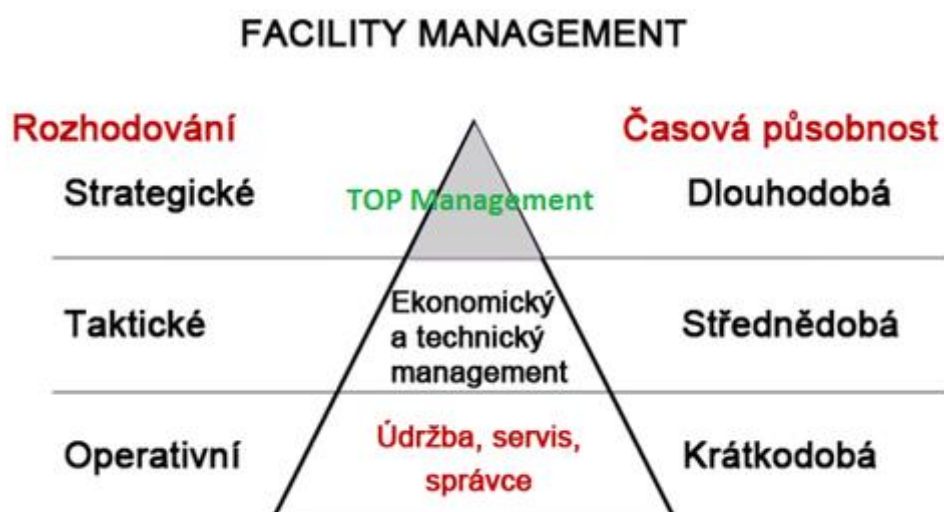 FACILITY MANAGEMENT
Rozhodování
Časová působnost
Strategické
TOP Management
Dlouhodobá
Taktické
Ekonomický
a technický
management
Střednědobá
Operativní
Údržba, servis,
správce
Krátkodobá